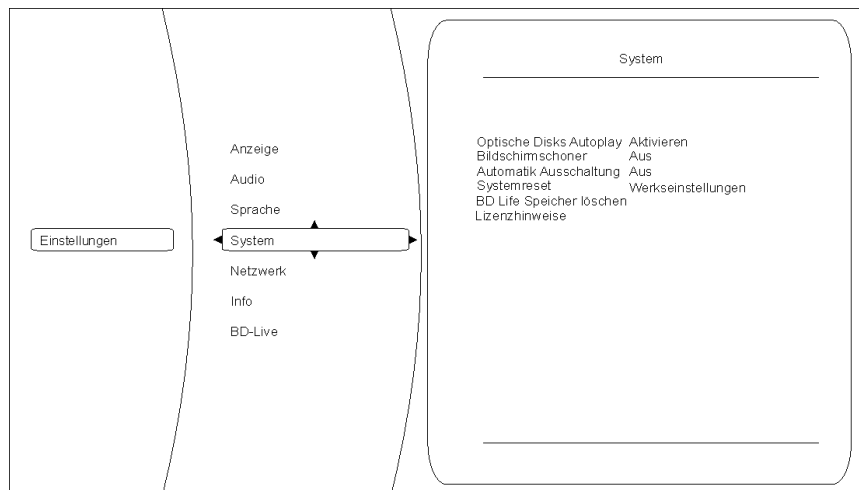 Einstellungen
Anzeige
Audio
Sprache
System
Netzwerk
Info
BD-Live
System
Optische Disks Autoplay Aktivieren
Bildschirmschoner Aus
Automatik Ausschaltung Aus
Systemreset Werkseinstellungen
BD Life Speicher löschen
Lizenzhinweise